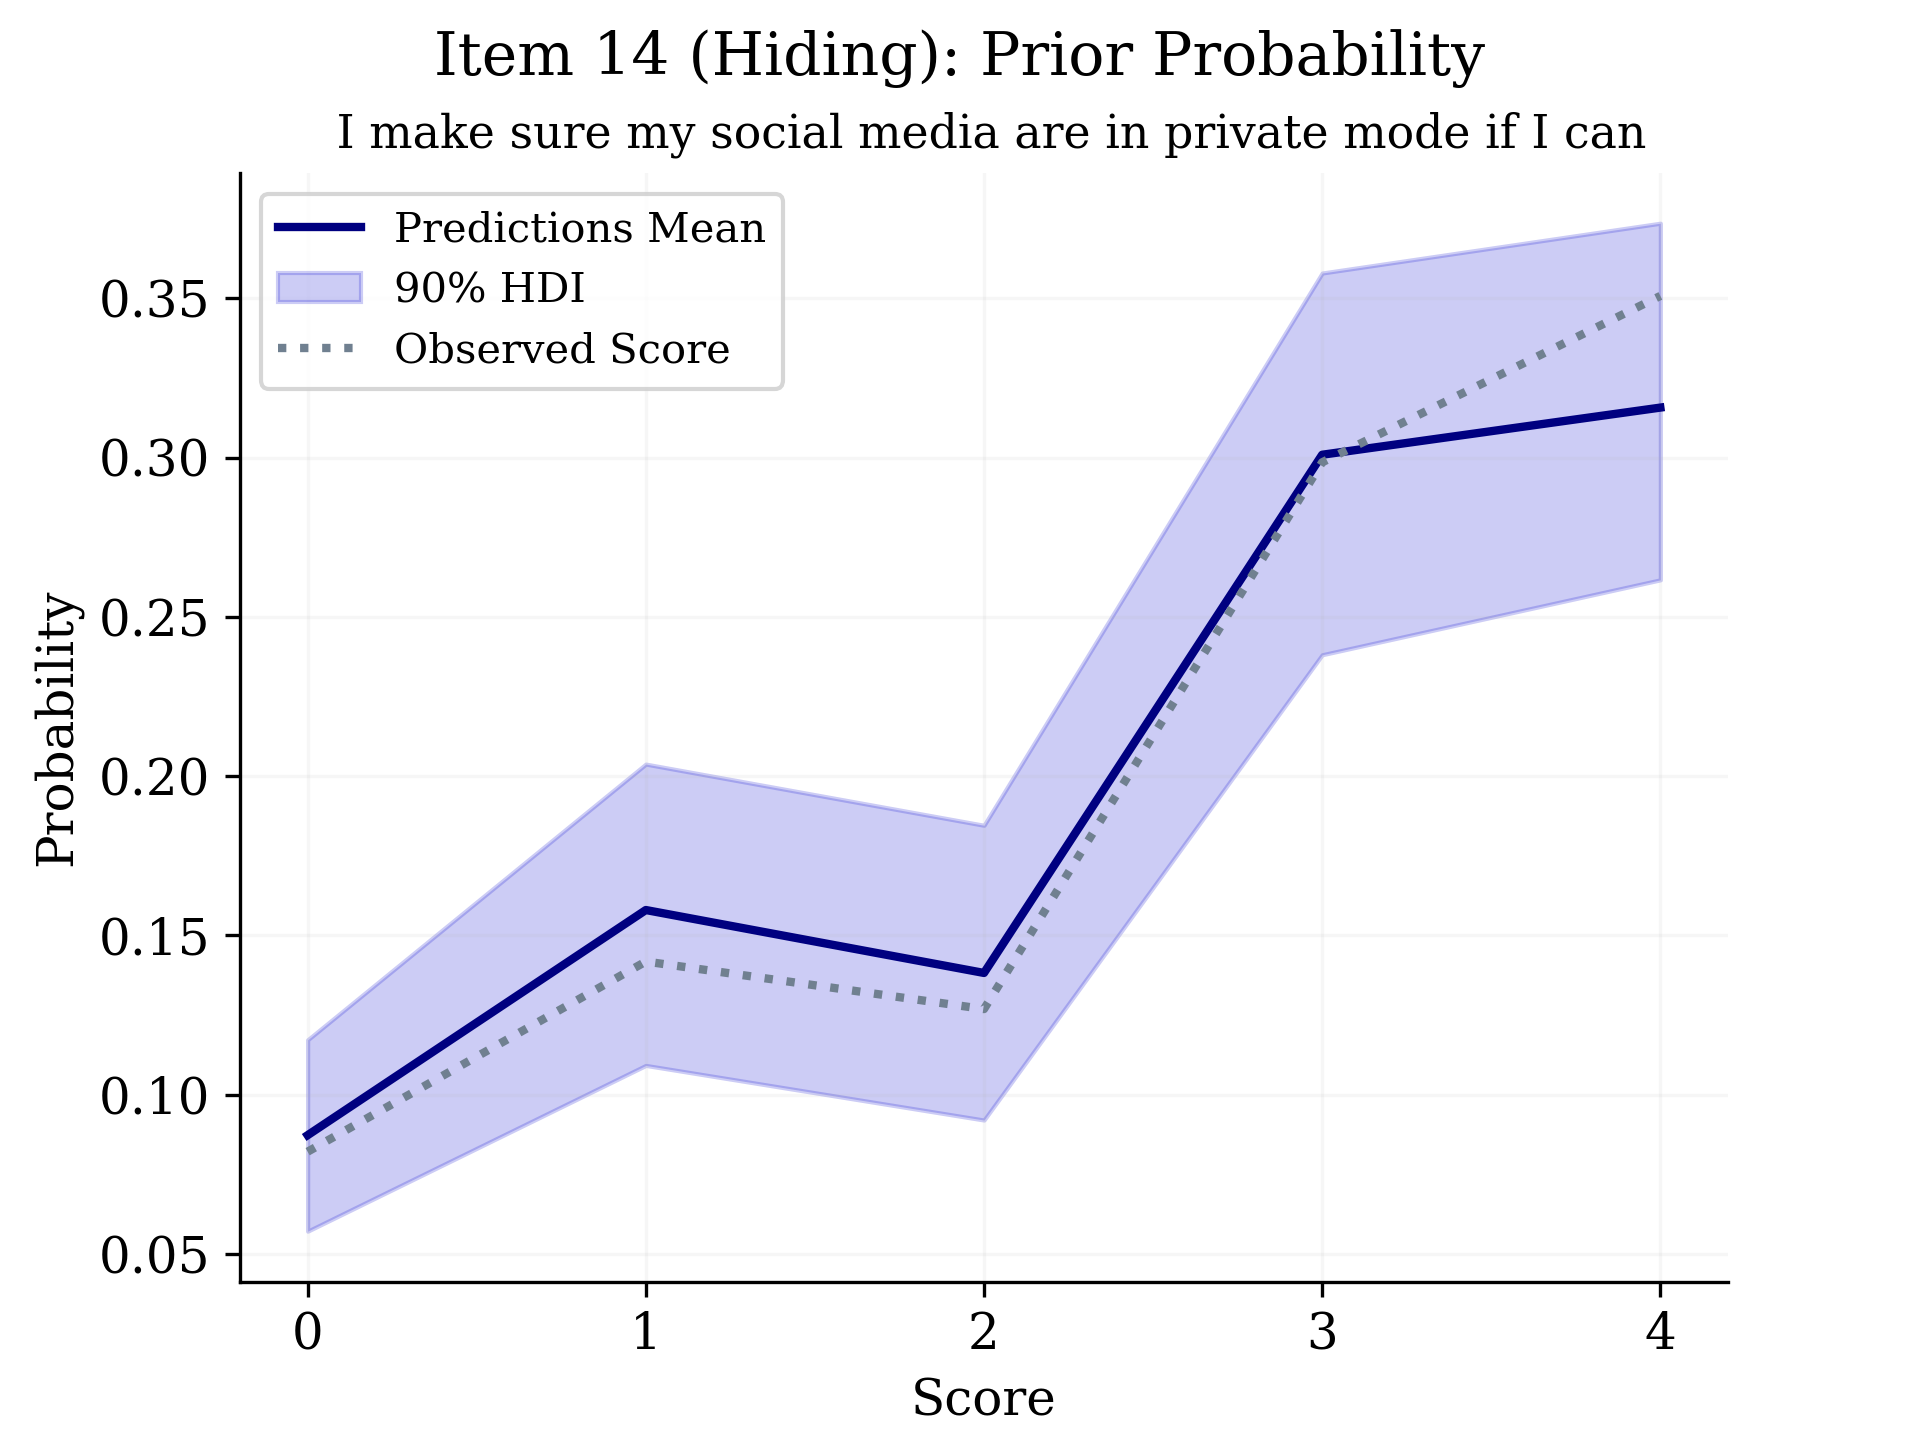 Item 14 (Hiding): Prior Probability
I make sure my social media are in private mode if I can
Predictions Mean
90% HDI
Observed Score
Probability
0.35
0.30
0.25
0.20
0.15
0.10
0.05
0 1 2 3 4
Score